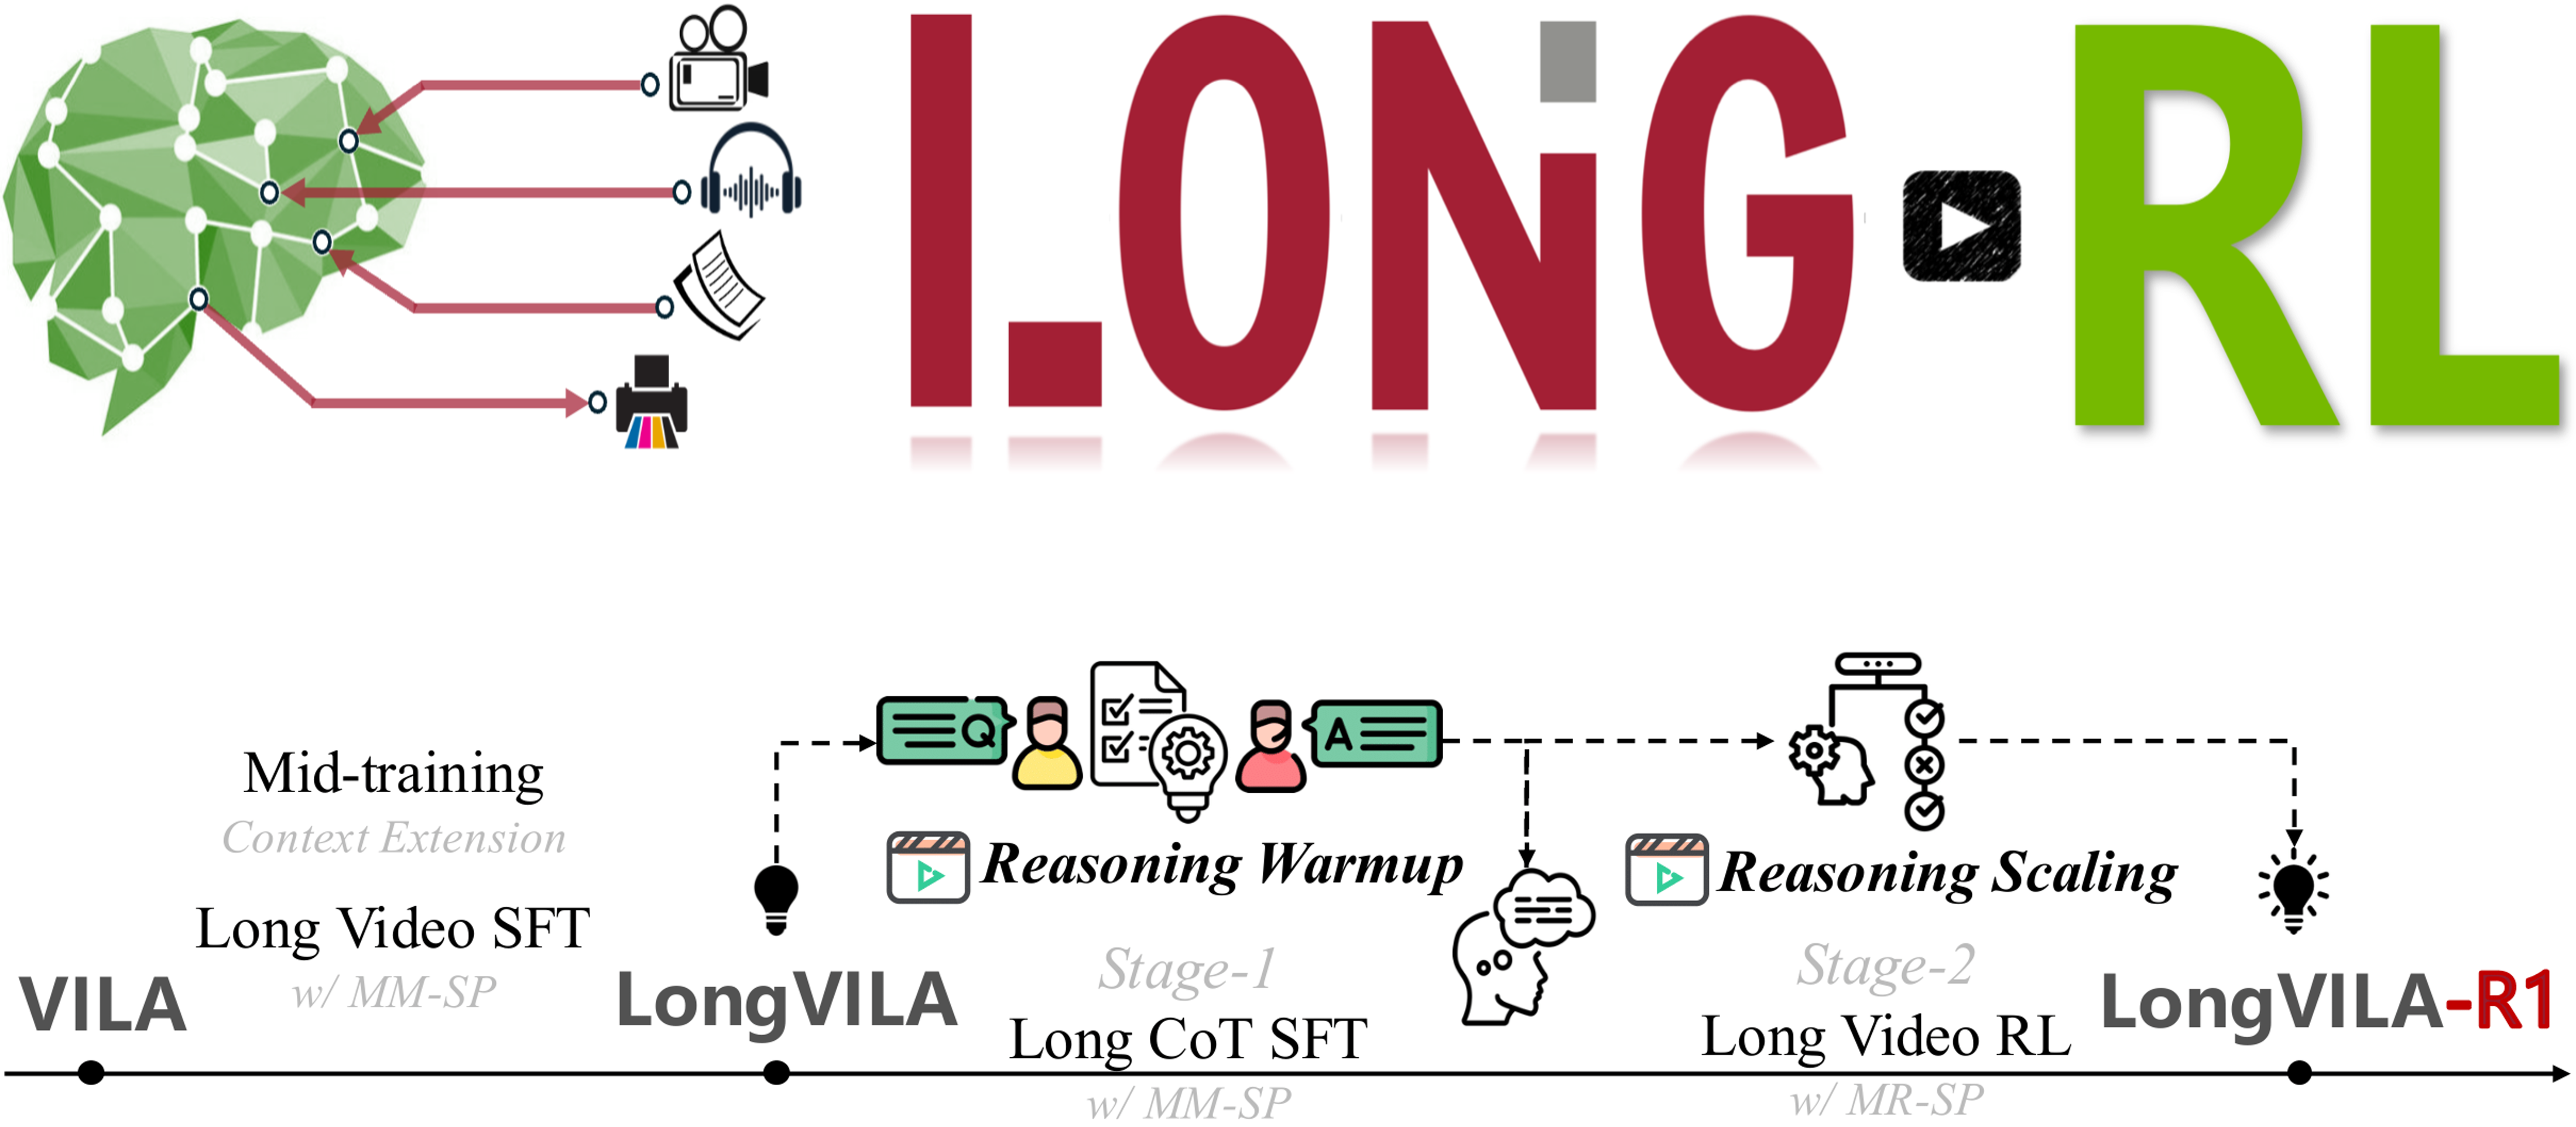 LONG-RL
Mid-training
Context Extension
Long Video SFT
w/ MM-SP
VILA
LongVILA
Q
A
Reasoning Warmup
Stage-1
Long CoT SFT
w/ MM-SP
Reasoning Scaling
Stage-2
Long Video RL
w/ MR-SP
LongVILA-R1